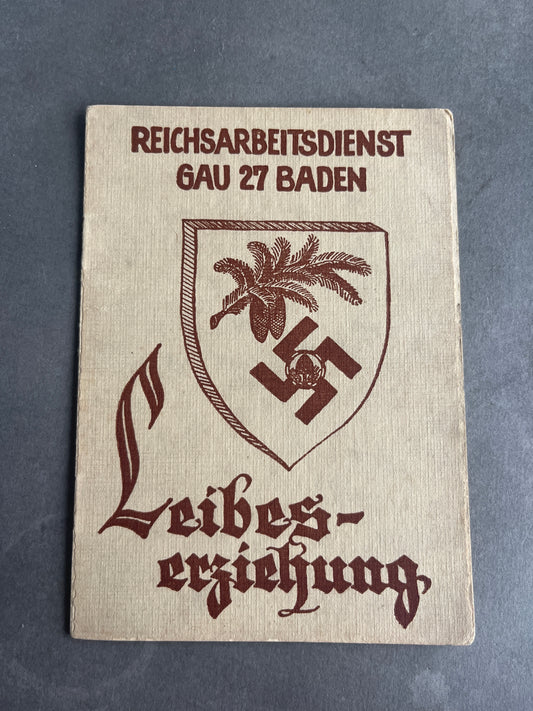 REICHSARBEITSDIENST
GAU 27 BADEN
Leibes-
erziehung